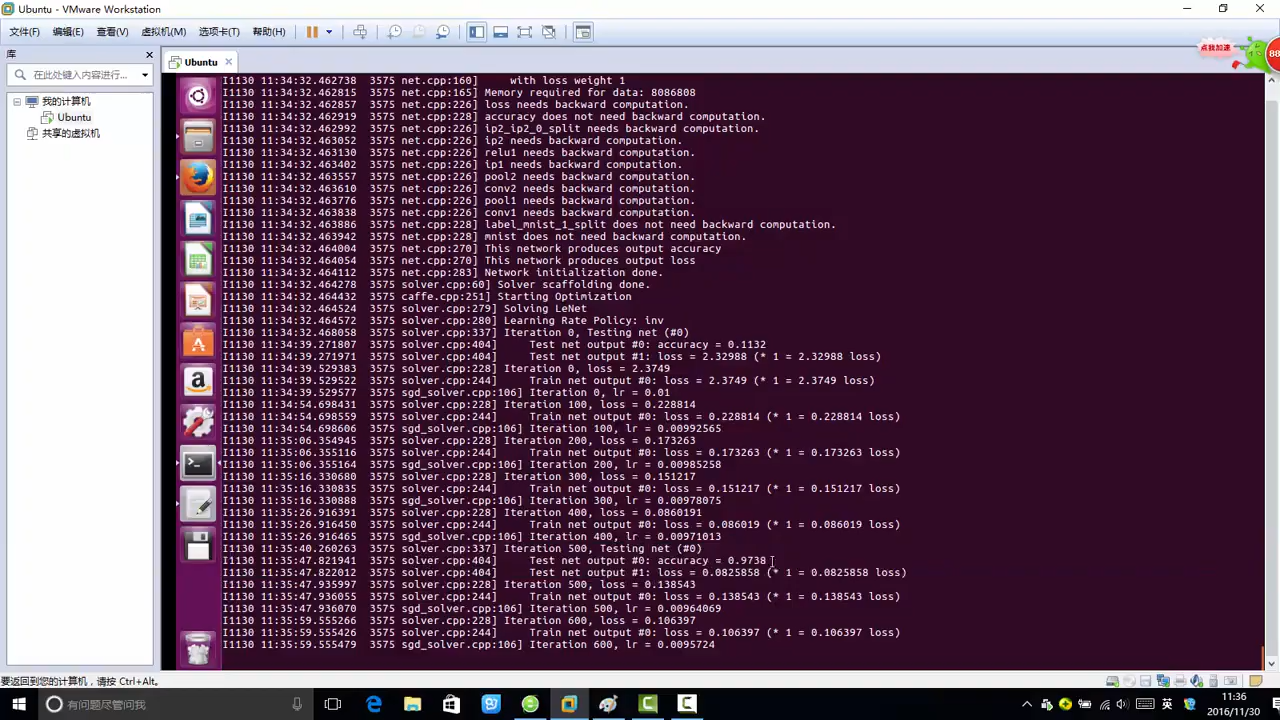 Ubuntu - VMware Workstation
文件(F) 编辑(E) 查看(V) 虚拟机(M) 选项卡(T) 帮助(H)
点我加速
88
库
在此处键入内容进行...
我的计算机
Ubuntu
共享的虚拟机
Ubuntu
I1130 11:34:32.462738 3575 net.cpp:160] with loss weight 1
I1130 11:34:32.462815 3575 net.cpp:165] Memory required for data: 8086808
I1130 11:34:32.462857 3575 net.cpp:226] loss needs backward computation.
I1130 11:34:32.462919 3575 net.cpp:228] accuracy does not need backward computation.
I1130 11:34:32.462992 3575 net.cpp:226] ip2_ip2_0_split needs backward computation.
I1130 11:34:32.463052 3575 net.cpp:226] ip2 needs backward computation.
I1130 11:34:32.463130 3575 net.cpp:226] relu1 needs backward computation.
I1130 11:34:32.463402 3575 net.cpp:226] ip1 needs backward computation.
I1130 11:34:32.463557 3575 net.cpp:226] pool2 needs backward computation.
I1130 11:34:32.463610 3575 net.cpp:226] conv2 needs backward computation.
I1130 11:34:32.463776 3575 net.cpp:226] pool1 needs backward computation.
I1130 11:34:32.463838 3575 net.cpp:226] conv1 needs backward computation.
I1130 11:34:32.463886 3575 net.cpp:228] label_mnist_1_split does not need backward computation.
I1130 11:34:32.463942 3575 net.cpp:228] mnist does not need backward computation.
I1130 11:34:32.464004 3575 net.cpp:270] This network produces output accuracy
I1130 11:34:32.464054 3575 net.cpp:270] This network produces output loss
I1130 11:34:32.464112 3575 net.cpp:283] Network initialization done.
I1130 11:34:32.464278 3575 solver.cpp:60] Solver scaffolding done.
I1130 11:34:32.464432 3575 caffe.cpp:251] Starting Optimization
I1130 11:34:32.464524 3575 solver.cpp:279] Solving LeNet
I1130 11:34:32.464572 3575 solver.cpp:280] Learning Rate Policy: inv
I1130 11:34:32.468058 3575 solver.cpp:337] Iteration 0, Testing net (#0)
I1130 11:34:39.271807 3575 solver.cpp:404] Test net output #0: accuracy = 0.1132
I1130 11:34:39.271971 3575 solver.cpp:404] Test net output #1: loss = 2.32988 (* 1 = 2.32988 loss)
I1130 11:34:39.529383 3575 solver.cpp:228] Iteration 0, loss = 2.3749
I1130 11:34:39.529522 3575 solver.cpp:244] Train net output #0: loss = 2.3749 (* 1 = 2.3749 loss)
I1130 11:34:39.529577 3575 sgd_solver.cpp:106] Iteration 0, lr = 0.01
I1130 11:34:54.698431 3575 solver.cpp:228] Iteration 100, loss = 0.228814
I1130 11:34:54.698559 3575 solver.cpp:244] Train net output #0: loss = 0.228814 (* 1 = 0.228814 loss)
I1130 11:34:54.698606 3575 sgd_solver.cpp:106] Iteration 100, lr = 0.00992565
I1130 11:35:06.354945 3575 solver.cpp:228] Iteration 200, loss = 0.173263
I1130 11:35:06.355116 3575 solver.cpp:244] Train net output #0: loss = 0.173263 (* 1 = 0.173263 loss)
I1130 11:35:06.355164 3575 sgd_solver.cpp:106] Iteration 200, lr = 0.00985258
I1130 11:35:16.330680 3575 solver.cpp:228] Iteration 300, loss = 0.151217
I1130 11:35:16.330835 3575 solver.cpp:244] Train net output #0: loss = 0.151217 (* 1 = 0.151217 loss)
I1130 11:35:16.330888 3575 sgd_solver.cpp:106] Iteration 300, lr = 0.00978075
I1130 11:35:26.916391 3575 solver.cpp:228] Iteration 400, loss = 0.0860191
I1130 11:35:26.916450 3575 solver.cpp:244] Train net output #0: loss = 0.086019 (* 1 = 0.086019 loss)
I1130 11:35:26.916465 3575 sgd_solver.cpp:106] Iteration 400, lr = 0.00971013
I1130 11:35:40.260263 3575 solver.cpp:337] Iteration 500, Testing net (#0)
I1130 11:35:47.821941 3575 solver.cpp:404] Test net output #0: accuracy = 0.9738
I1130 11:35:47.822012 3575 solver.cpp:404] Test net output #1: loss = 0.0825858 (* 1 = 0.0825858 loss)
I1130 11:35:47.935997 3575 solver.cpp:228] Iteration 500, loss = 0.138543
I1130 11:35:47.936055 3575 solver.cpp:244] Train net output #0: loss = 0.138543 (* 1 = 0.138543 loss)
I1130 11:35:47.936070 3575 sgd_solver.cpp:106] Iteration 500, lr = 0.00964069
I1130 11:35:59.555266 3575 solver.cpp:228] Iteration 600, loss = 0.106397
I1130 11:35:59.555426 3575 solver.cpp:244] Train net output #0: loss = 0.106397 (* 1 = 0.106397 loss)
I1130 11:35:59.555479 3575 sgd_solver.cpp:106] Iteration 600, lr = 0.0095724
要返回到您的计算机，请按 Ctrl+Alt。
有问题尽管问我
英
11:36
2016/11/30